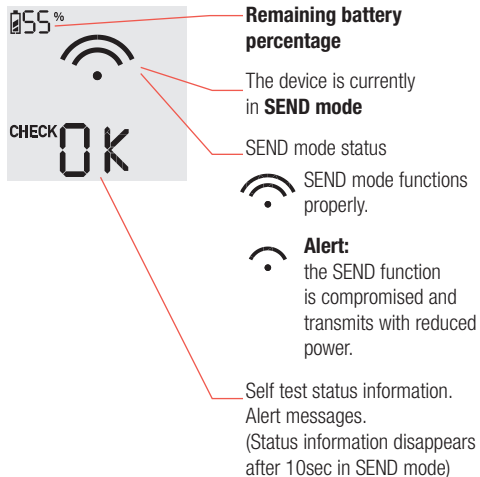 55%
CHECK OK
Remaining battery
percentage
The device is currently
in SEND mode
SEND mode status
SEND mode functions
properly.
Alert:
the SEND function
is compromised and
transmits with reduced
power.
Self test status information.
Alert messages.
(Status information disappears
after 10sec in SEND mode)